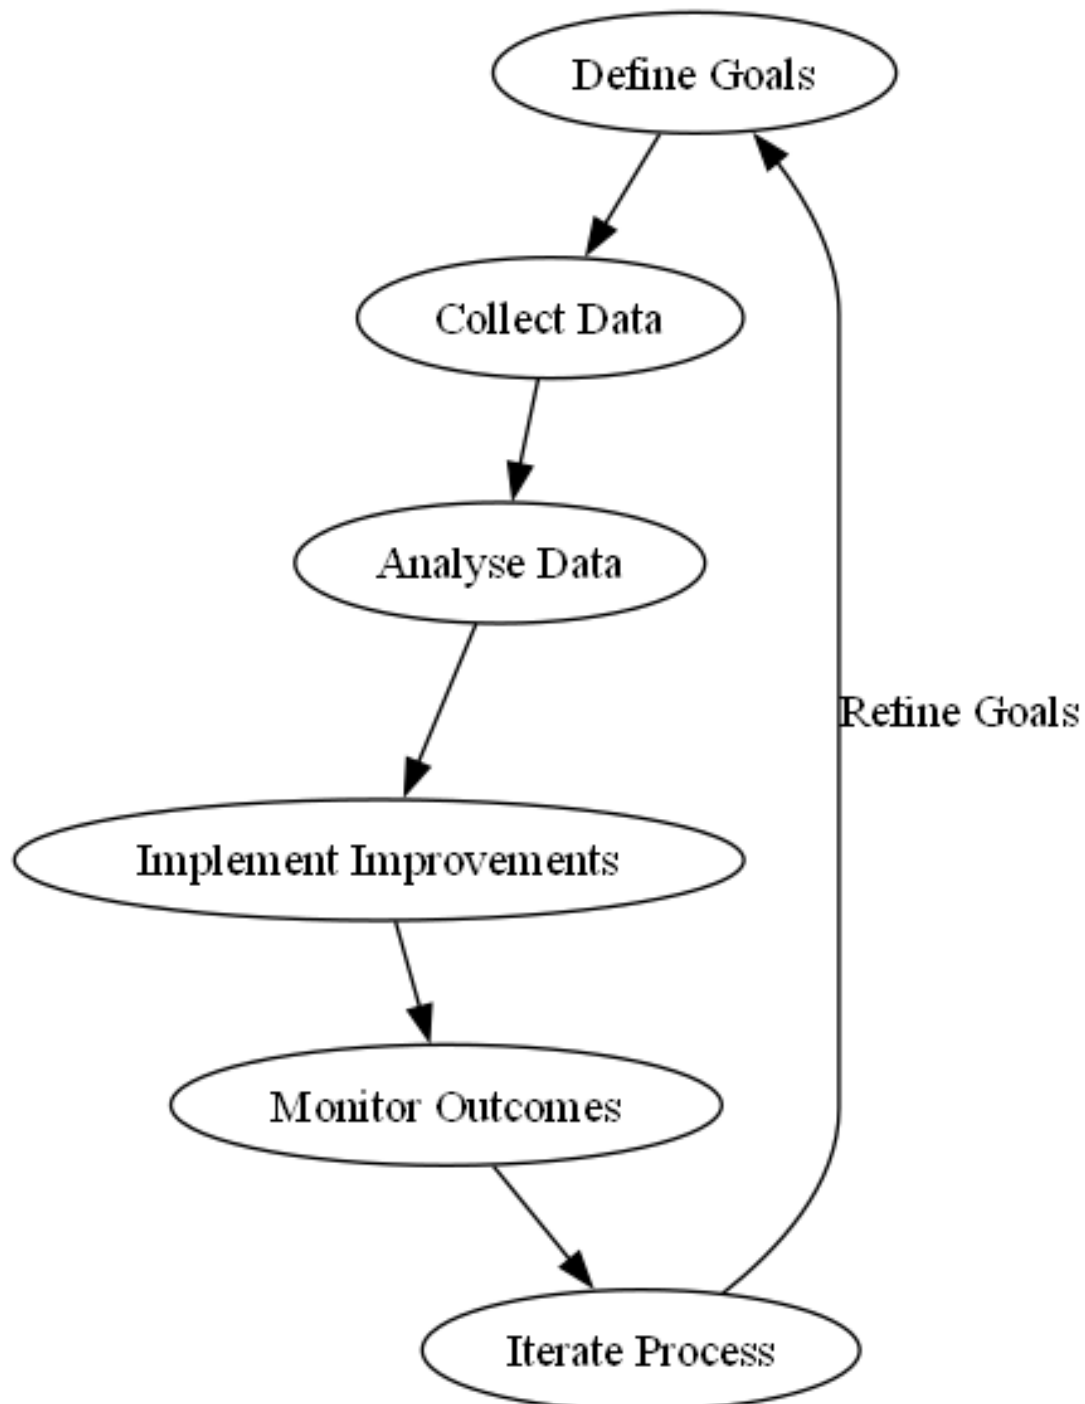 Define Goals
Collect Data
Analyse Data
Refine Goals
Implement Improvements
Monitor Outcomes
Iterate Process